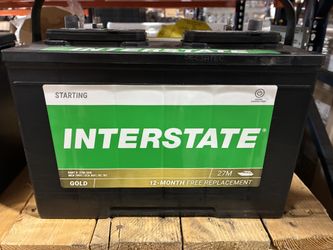 STARTING
INTERSTATE®
27M
GOLD
12-MONTH FREE REPLACEMENT